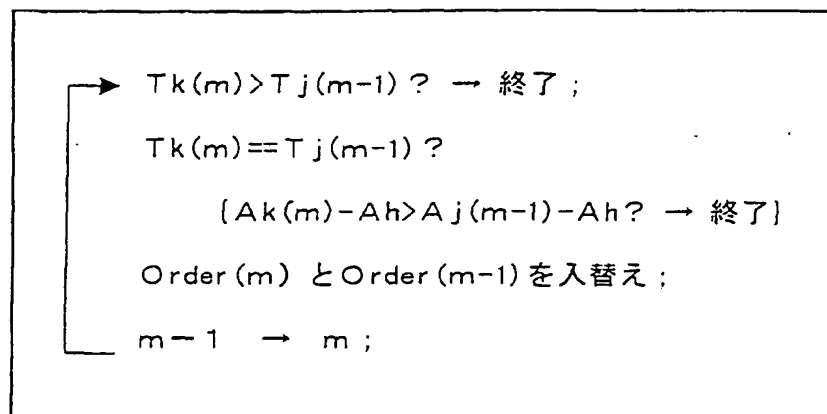 Tk(m)>Tj(m-1)? → 終了;
Tk(m)==Tj(m-1)?
{Ak(m)-Ah>Aj(m-1)-Ah? → 終了}
Order(m)とOrder(m-1)を入替え;
m-1 → m;